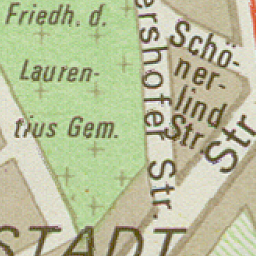 Friedh. d.
Lauren-
tius Gem.
ershofer Str.
Schö-
ner-
lind
Str.
Str
STADT